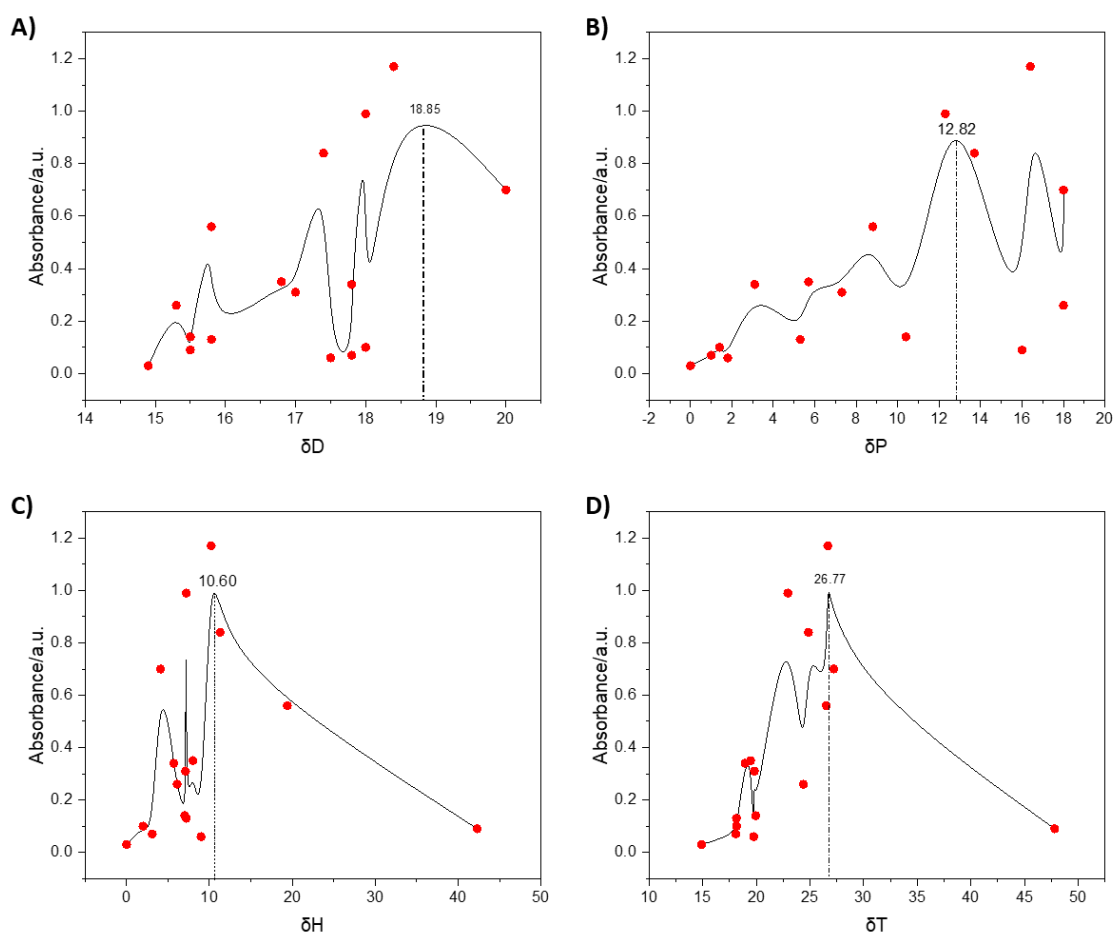 A)
Absorbance/a.u.
1.2
1.0
0.8
0.6
0.4
0.2
0.0
18.85
14 15 16 17 18 19 20
δD
B)
Absorbance/a.u.
1.2
1.0
0.8
0.6
0.4
0.2
0.0
12.82
-2 0 2 4 6 8 10 12 14 16 18 20
δP
C)
Absorbance/a.u.
1.2
1.0
0.8
0.6
0.4
0.2
0.0
10.60
0 10 20 30 40 50
δH
D)
Absorbance/a.u.
1.2
1.0
0.8
0.6
0.4
0.2
0.0
26.77
10 15 20 25 30 35 40 45 50
δT